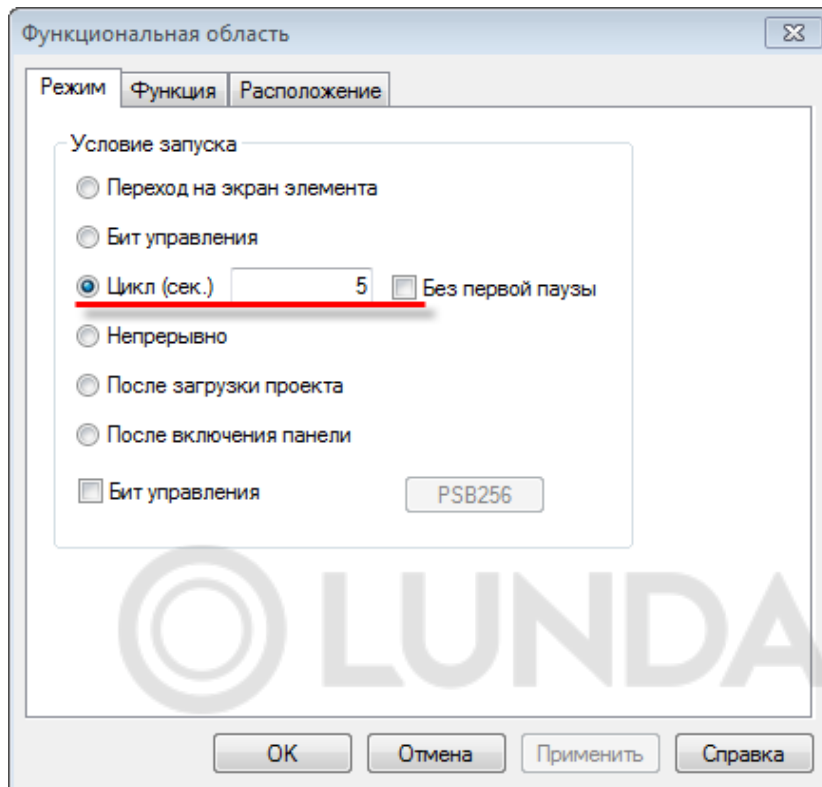 Функциональная область
Режим Функция Расположение
Условие запуска
Переход на экран элемента
Бит управления
Цикл (сек.) 5 Без первой паузы
Непрерывно
После загрузки проекта
После включения панели
Бит управления PSB256
LUNDA
OK Отмена Применить Справка